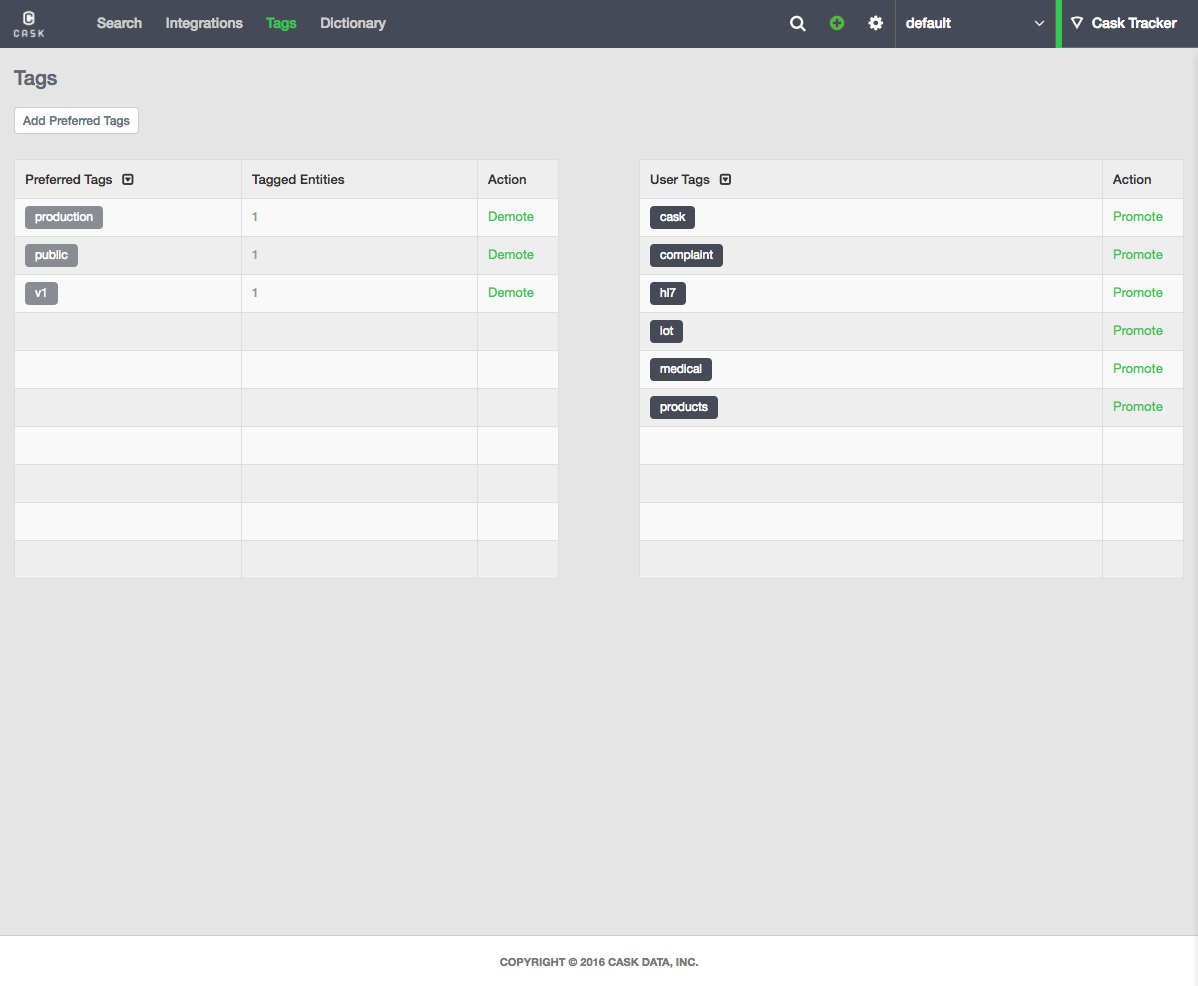 CASK Search Integrations Tags Dictionary default Cask Tracker
Tags
Add Preferred Tags
Preferred Tags Tagged Entities Action
production 1 Demote
public 1 Demote
v1 1 Demote
User Tags Action
cask Promote
complaint Promote
hl7 Promote
iot Promote
medical Promote
products Promote
COPYRIGHT © 2016 CASK DATA, INC.